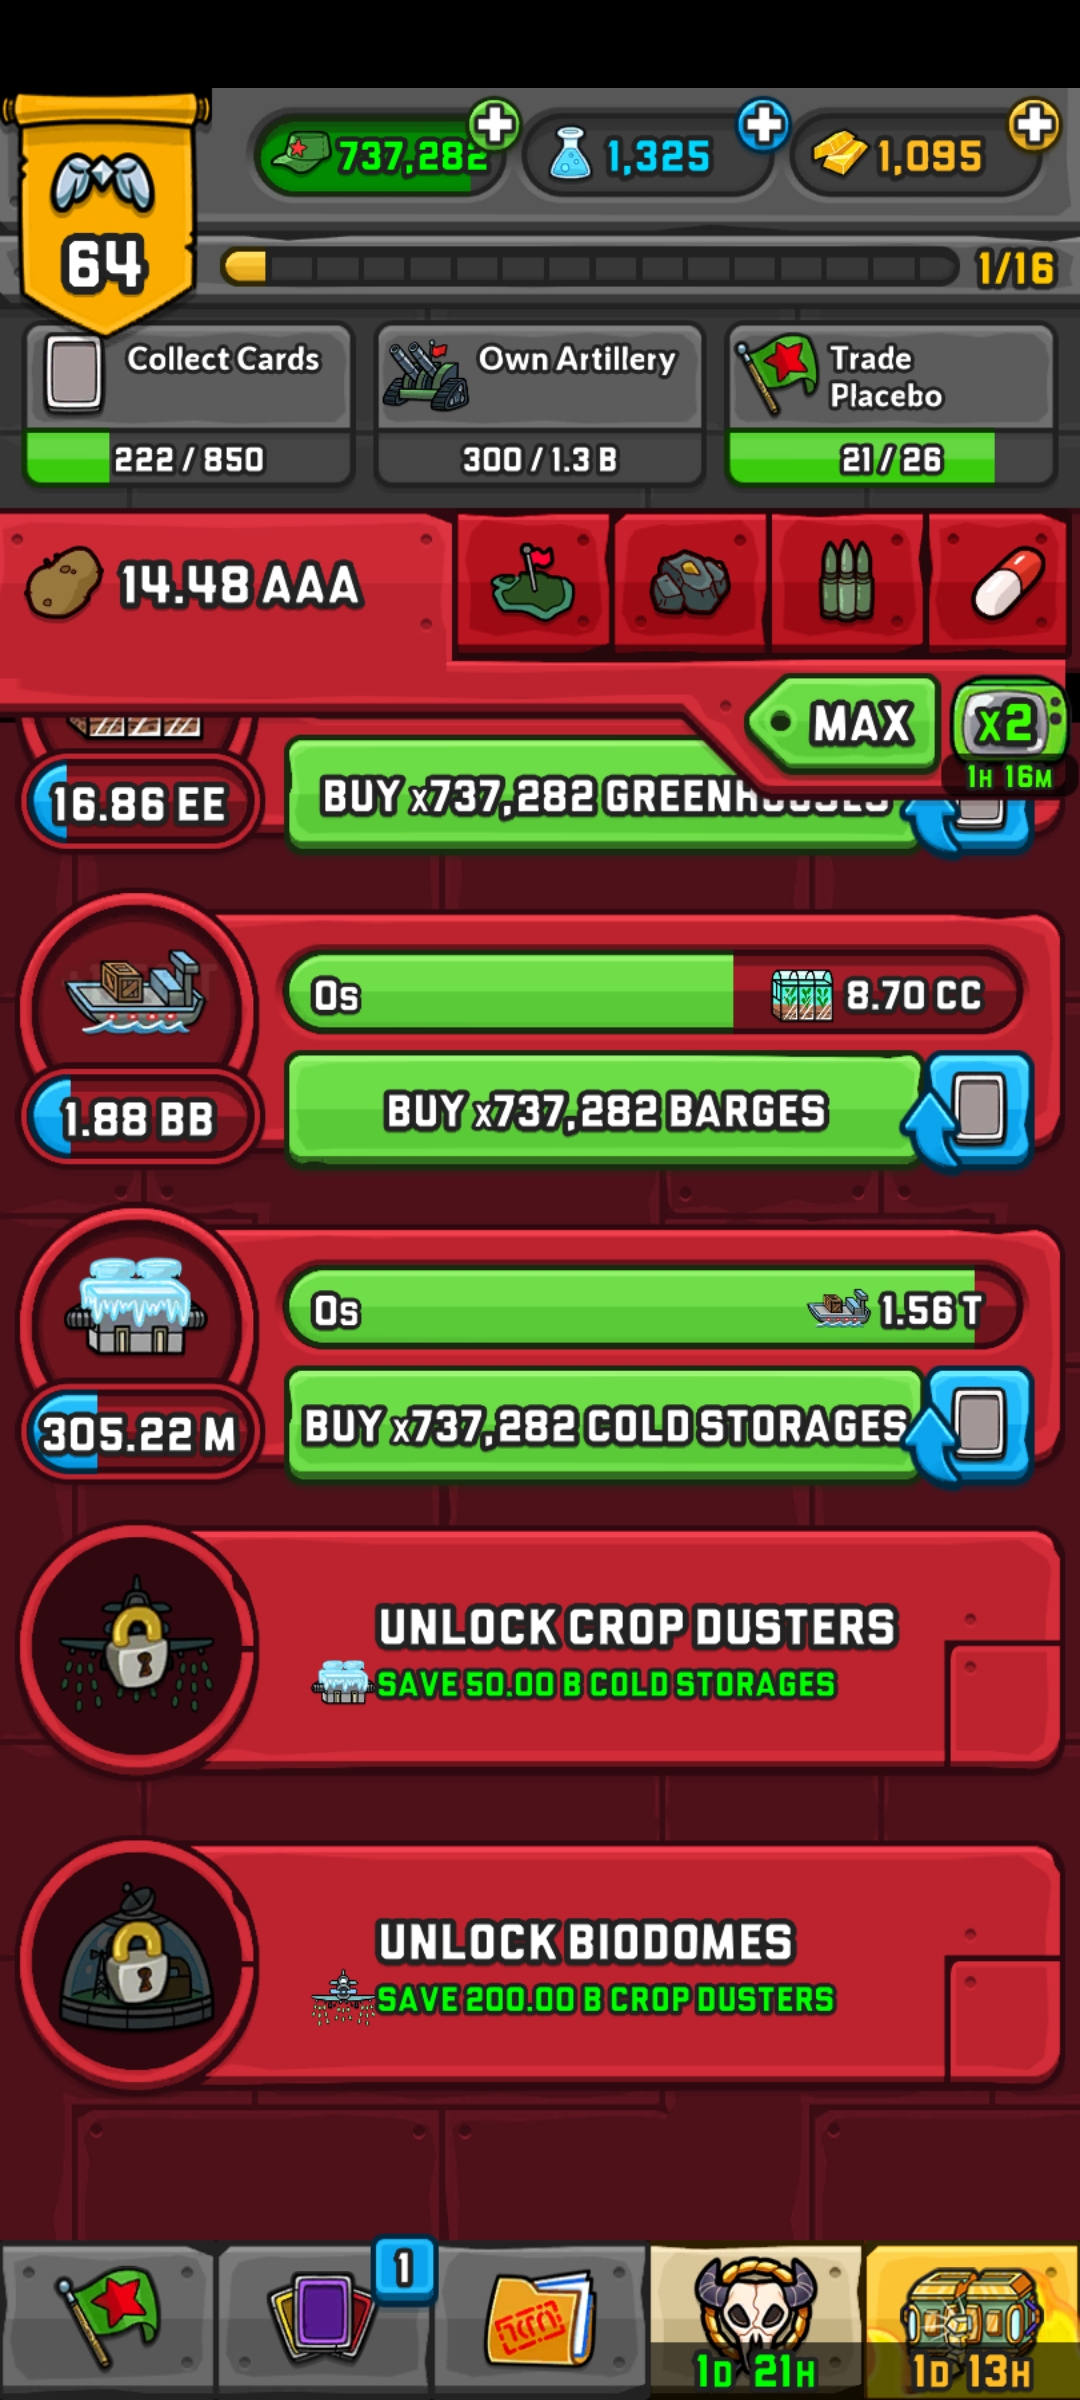 737,282
1,325
1,095
64
1/16
Collect Cards
222 / 850
Own Artillery
300 / 1.3 B
Trade
Placebo
21 / 26
14.48 AAA
MAX
x2
1H 16M
16.86 EE
BUY x737,282 GREENHOUSES
0s
8.70 CC
1.88 BB
BUY x737,282 BARGES
0s
1.56 T
305.22 M
BUY x737,282 COLD STORAGES
UNLOCK CROP DUSTERS
SAVE 50.00 B COLD STORAGES
UNLOCK BIODOMES
SAVE 200.00 B CROP DUSTERS
1
1D 21H
1D 13H